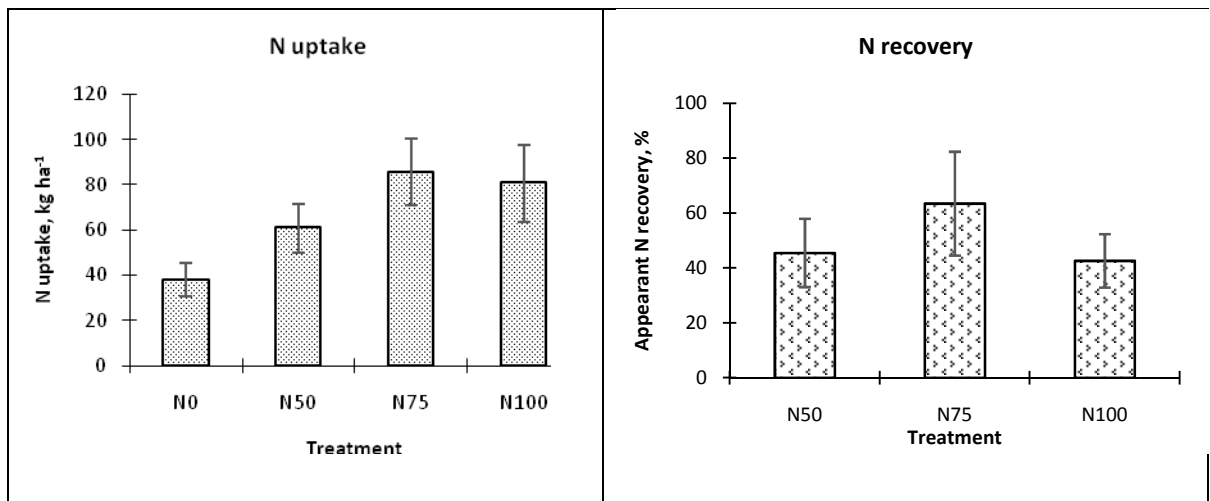 N uptake
N uptake, kg ha⁻¹
120
100
80
60
40
20
0
N0 N50 N75 N100
Treatment
N recovery
Appearant N recovery, %
100
80
60
40
20
0
N50 N75 N100
Treatment